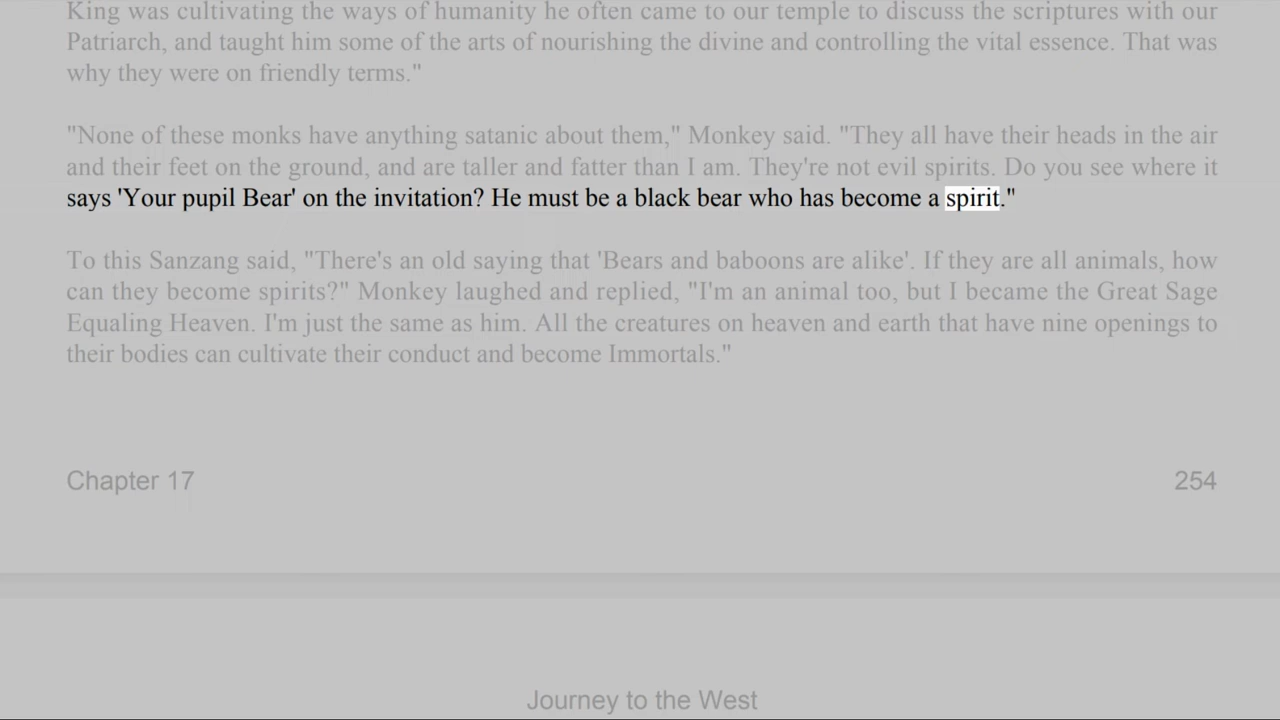 King was cultivating the ways of humanity he often came to our temple to discuss the scriptures with our
Patriarch, and taught him some of the arts of nourishing the divine and controlling the vital essence. That was
why they were on friendly terms."
"None of these monks have anything satanic about them," Monkey said. "They all have their heads in the air
and their feet on the ground, and are taller and fatter than I am. They're not evil spirits. Do you see where it
says 'Your pupil Bear' on the invitation? He must be a black bear who has become a spirit."
To this Sanzang said, "There's an old saying that 'Bears and baboons are alike'. If they are all animals, how
can they become spirits?" Monkey laughed and replied, "I'm an animal too, but I became the Great Sage
Equaling Heaven. I'm just the same as him. All the creatures on heaven and earth that have nine openings to
their bodies can cultivate their conduct and become Immortals."
Chapter 17 254
Journey to the West